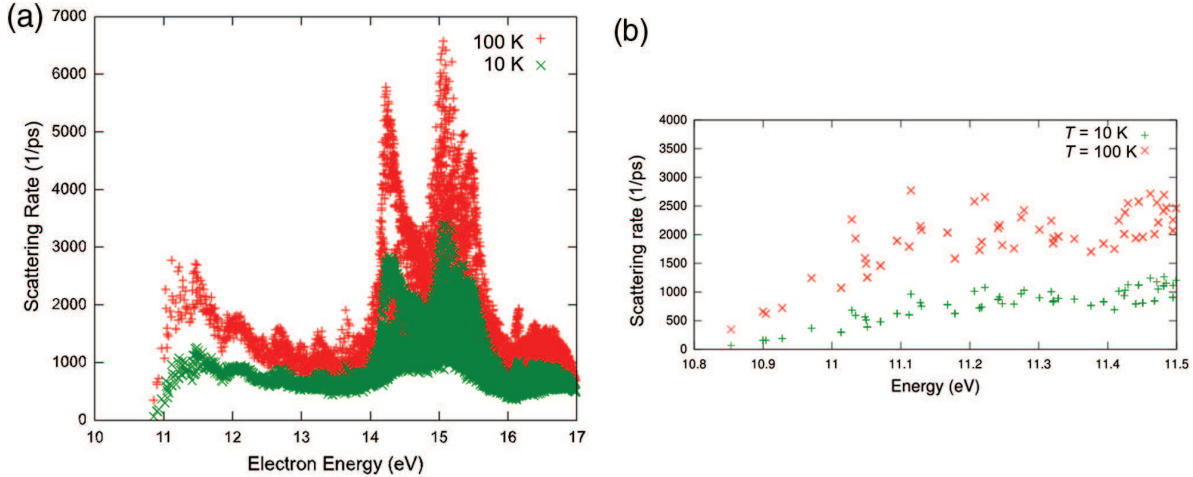 (a)
7000
6000
5000
4000
3000
2000
1000
0
Scattering Rate (1/ps)
100 K
10 K
10 11 12 13 14 15 16 17
Electron Energy (eV)
(b)
4000
3500
3000
2500
2000
1500
1000
500
0
Scattering rate (1/ps)
T = 10 K
T = 100 K
10.8 10.9 11 11.1 11.2 11.3 11.4 11.5
Energy (eV)